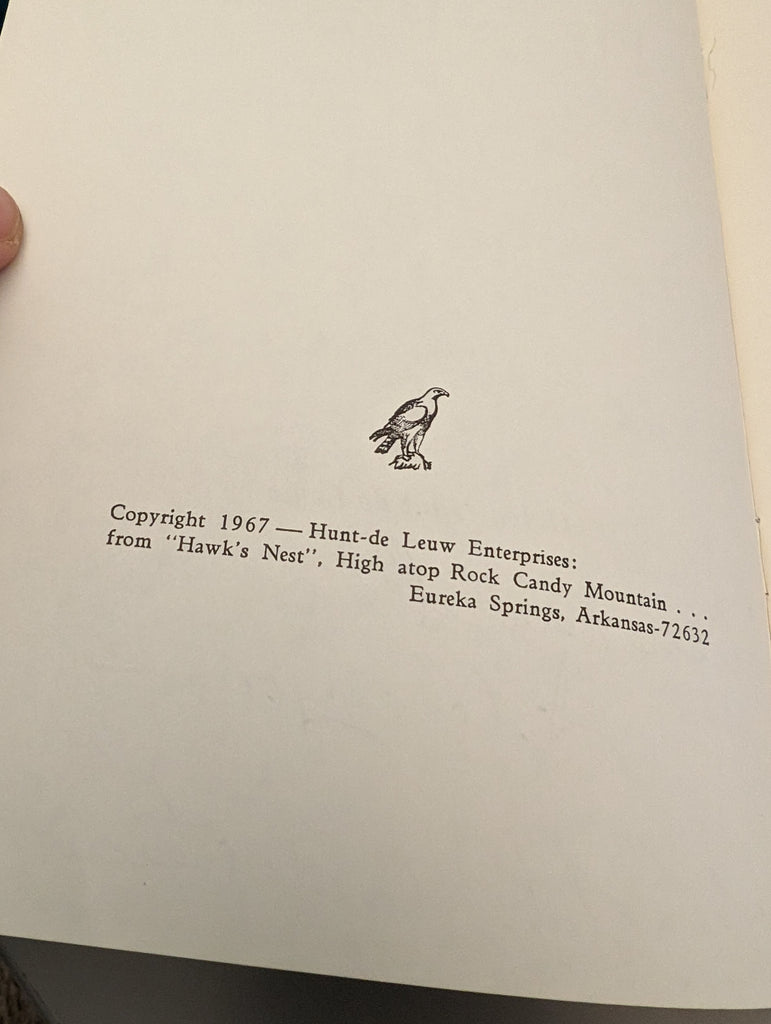 Copyright 1967 — Hunt-de Leuw Enterprises:
from “Hawk's Nest”, High atop Rock Candy Mountain . . .
Eureka Springs, Arkansas-72632